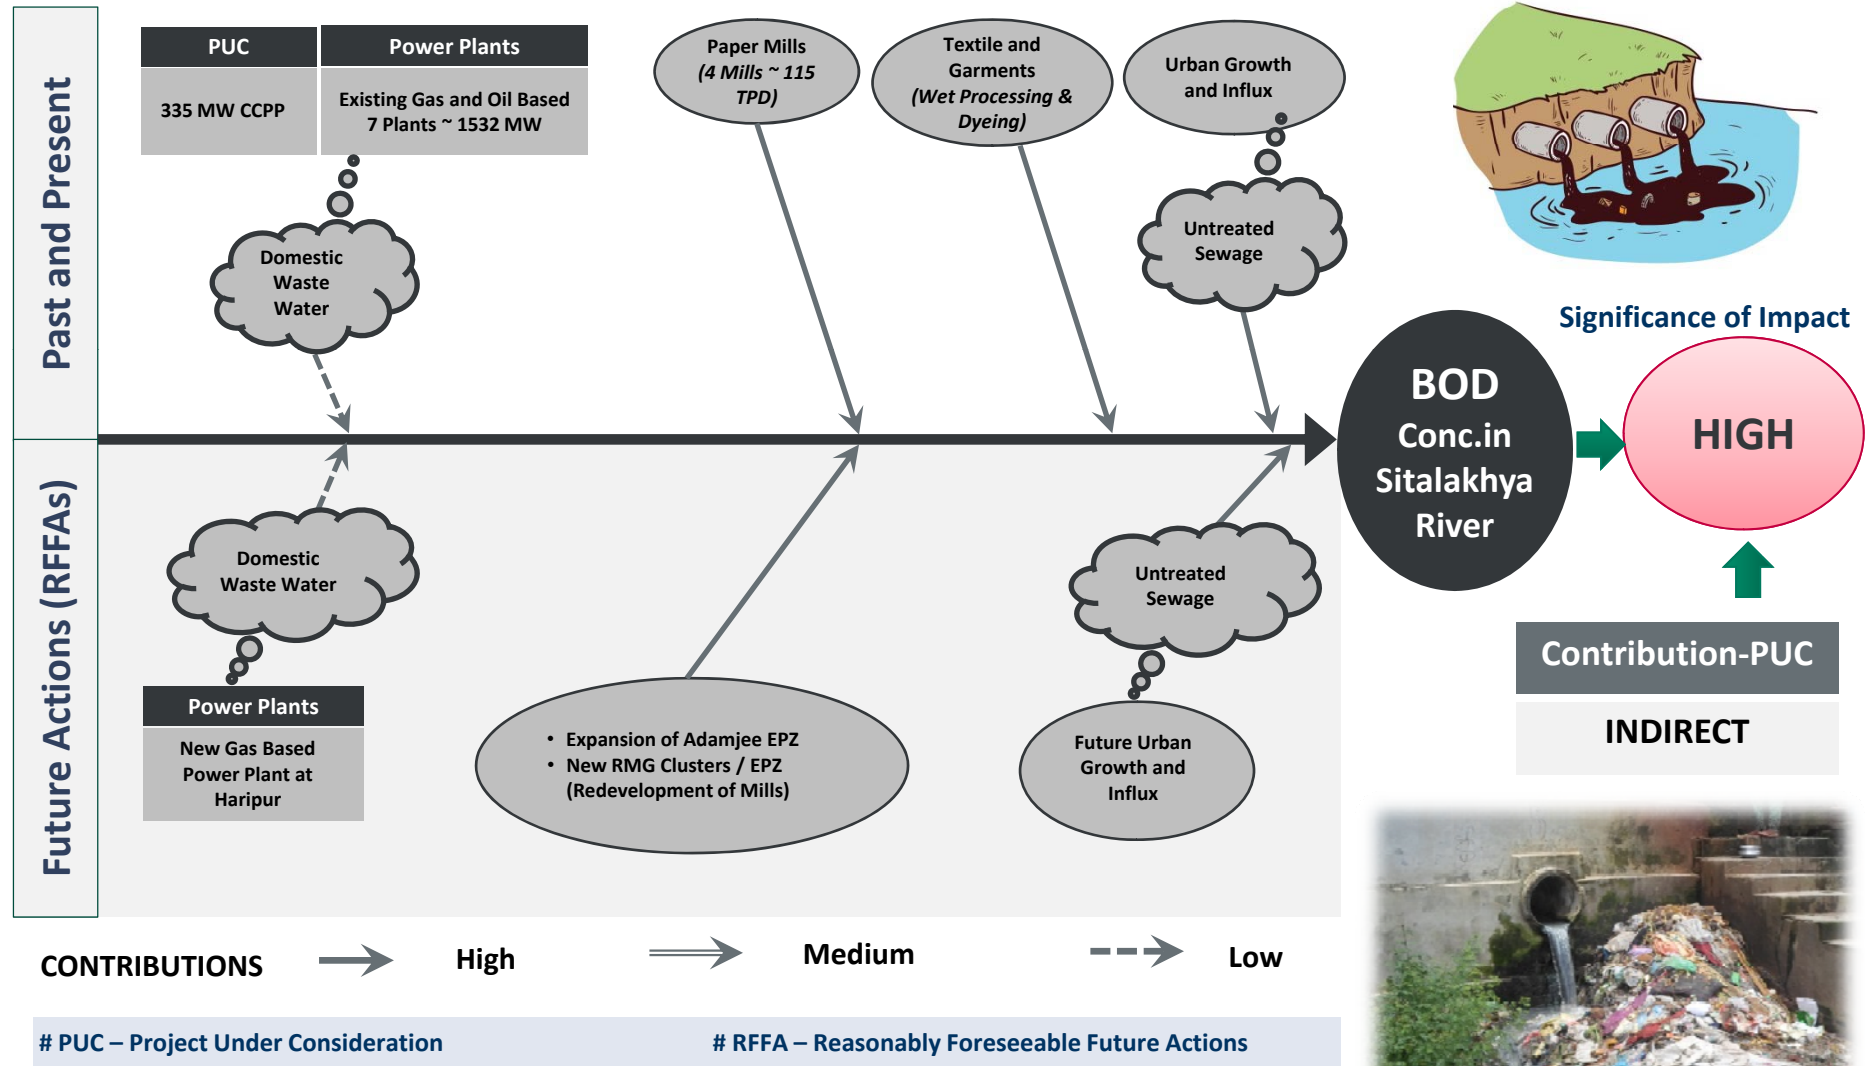 Past and Present
PUC
Power Plants
335 MW CCPP
Existing Gas and Oil Based
7 Plants ~ 1532 MW
Domestic
Waste
Water
Paper Mills
(4 Mills ~ 115
TPD)
Textile and
Garments
(Wet Processing &
Dyeing)
Urban Growth
and Influx
Untreated
Sewage
Significance of Impact
BOD
Conc.in
Sitalakhya
River
HIGH
Contribution-PUC
INDIRECT
Future Actions (RFFAs)
Domestic
Waste Water
Power Plants
New Gas Based
Power Plant at
Haripur
• Expansion of Adamjee EPZ
• New RMG Clusters / EPZ
(Redevelopment of Mills)
Untreated
Sewage
Future Urban
Growth and
Influx
CONTRIBUTIONS
High
Medium
Low
# PUC – Project Under Consideration
# RFFA – Reasonably Foreseeable Future Actions